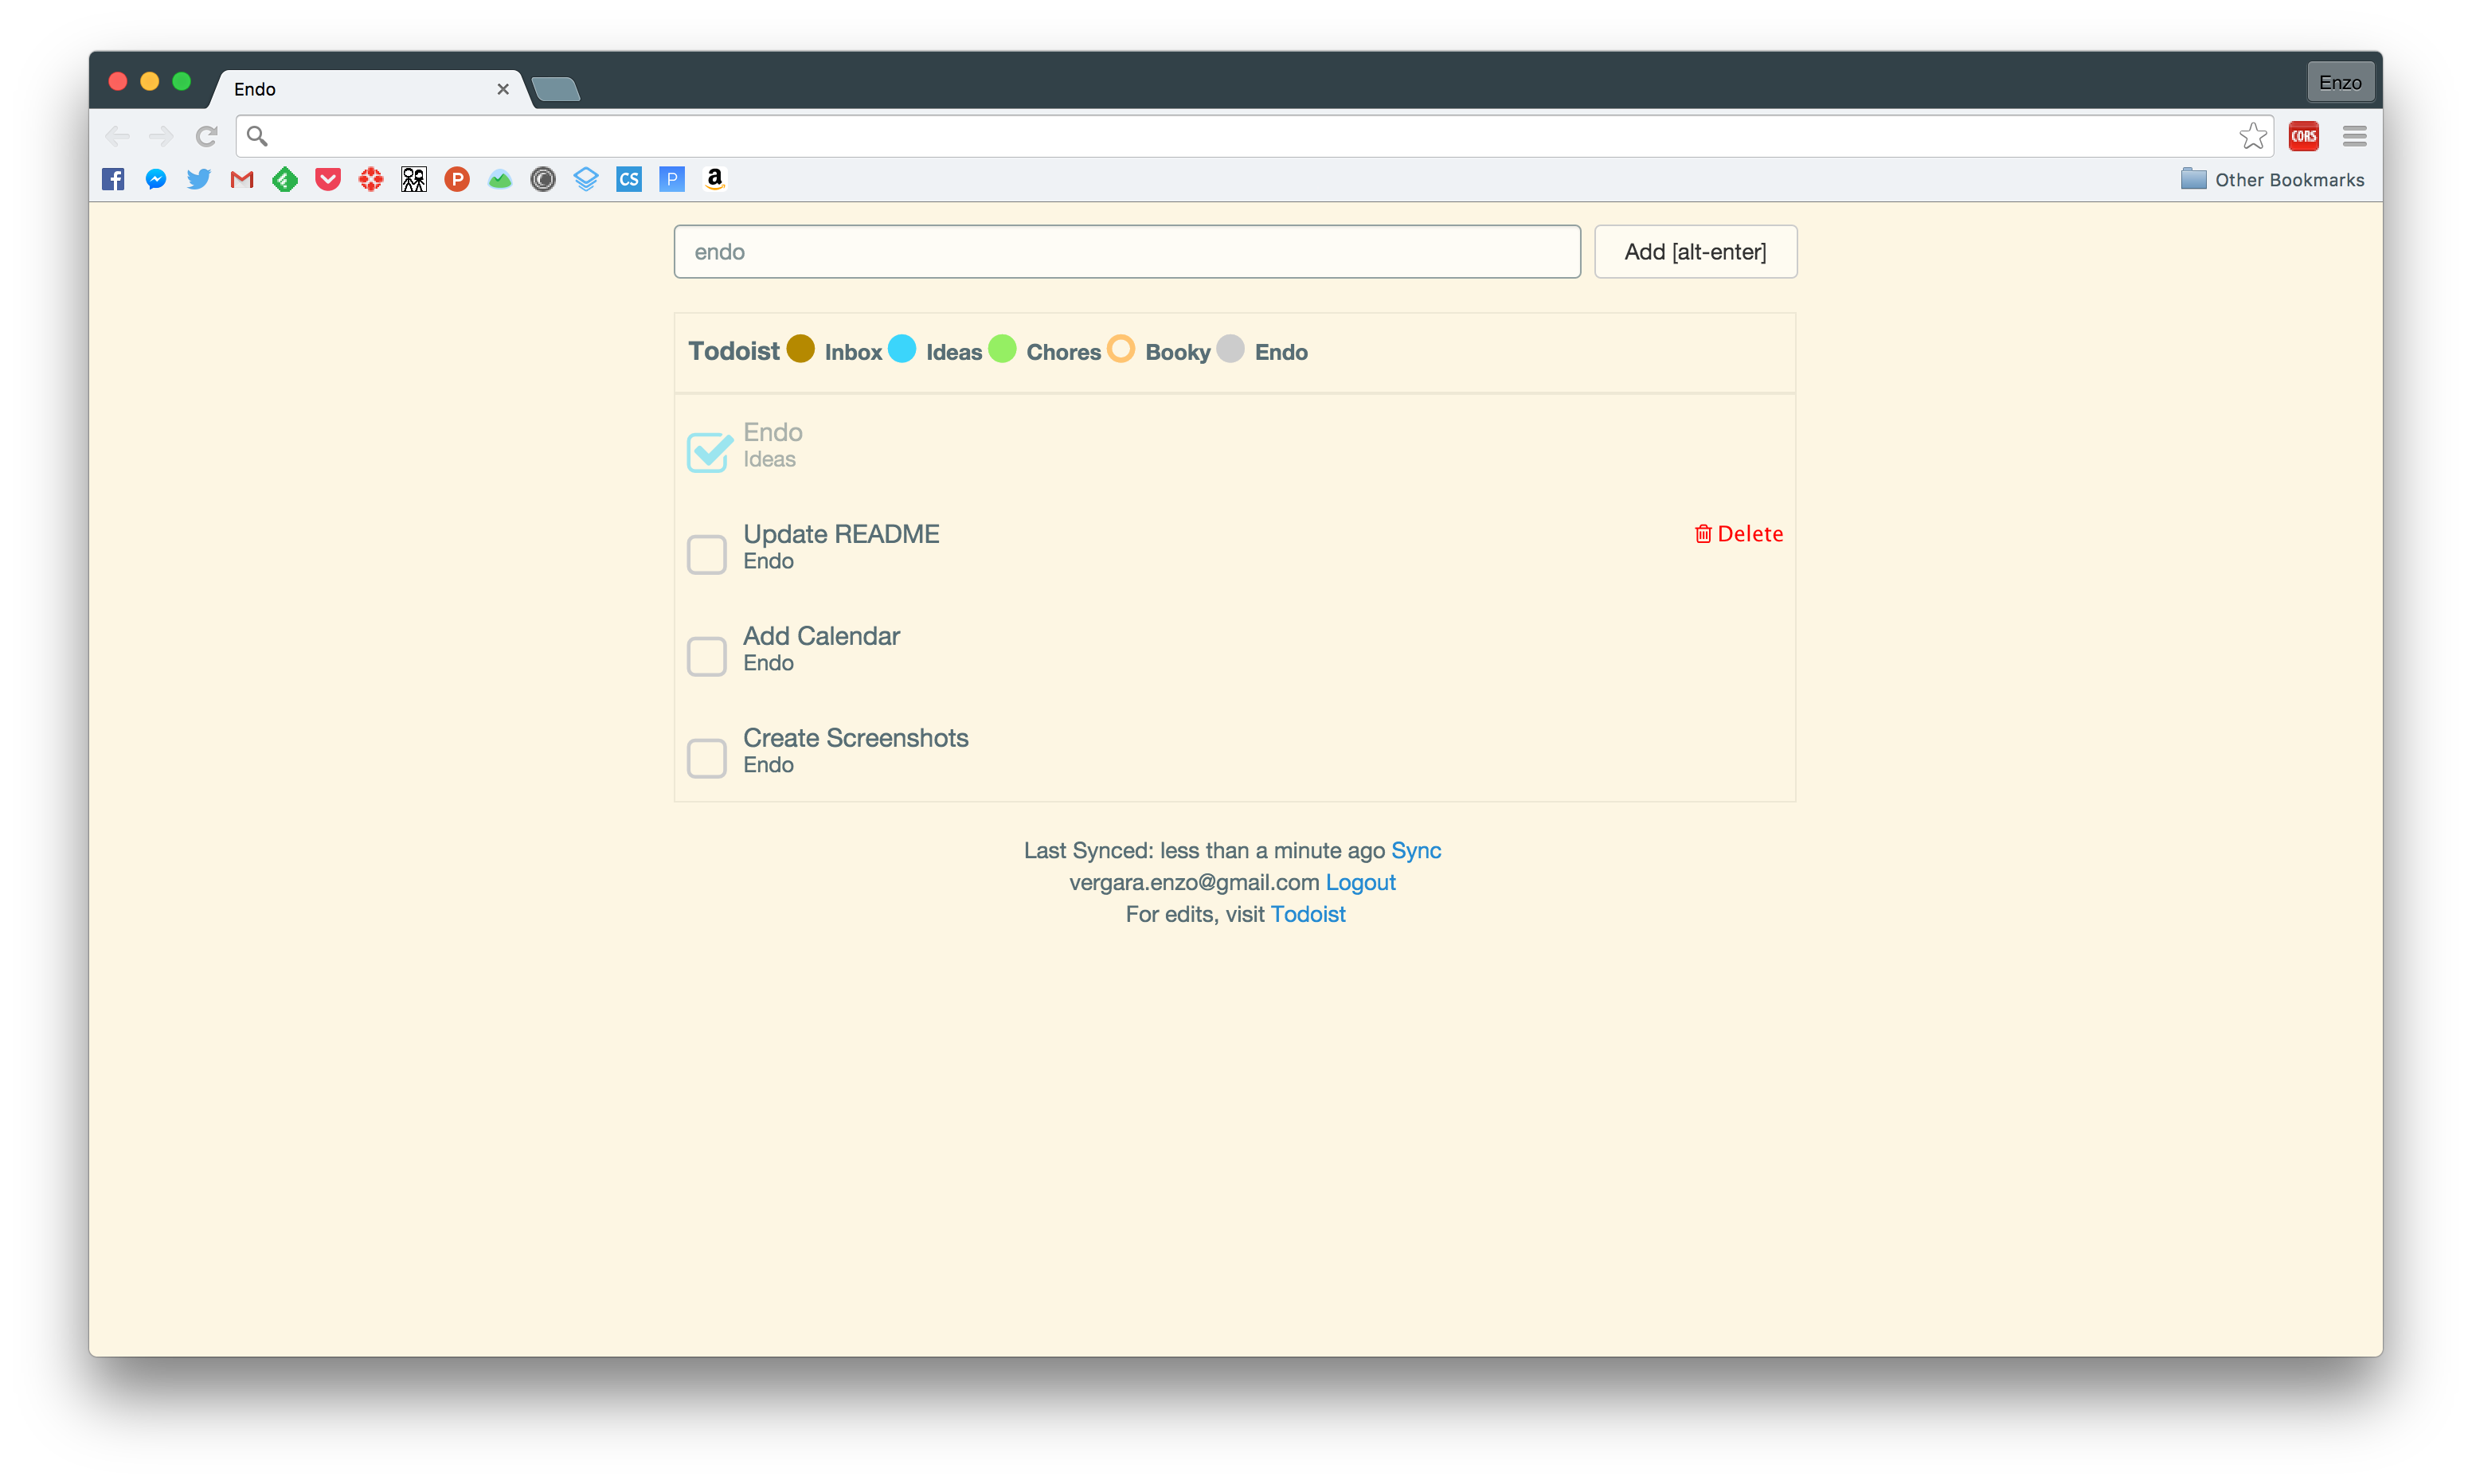 Endo
Enzo
CORS
P
CS
P
a
Other Bookmarks
endo
Add [alt-enter]
Todoist Inbox Ideas Chores Booky Endo
Endo
Ideas
Update README
Delete
Endo
Add Calendar
Endo
Create Screenshots
Endo
Last Synced: less than a minute ago Sync
vergara.enzo@gmail.com Logout
For edits, visit Todoist